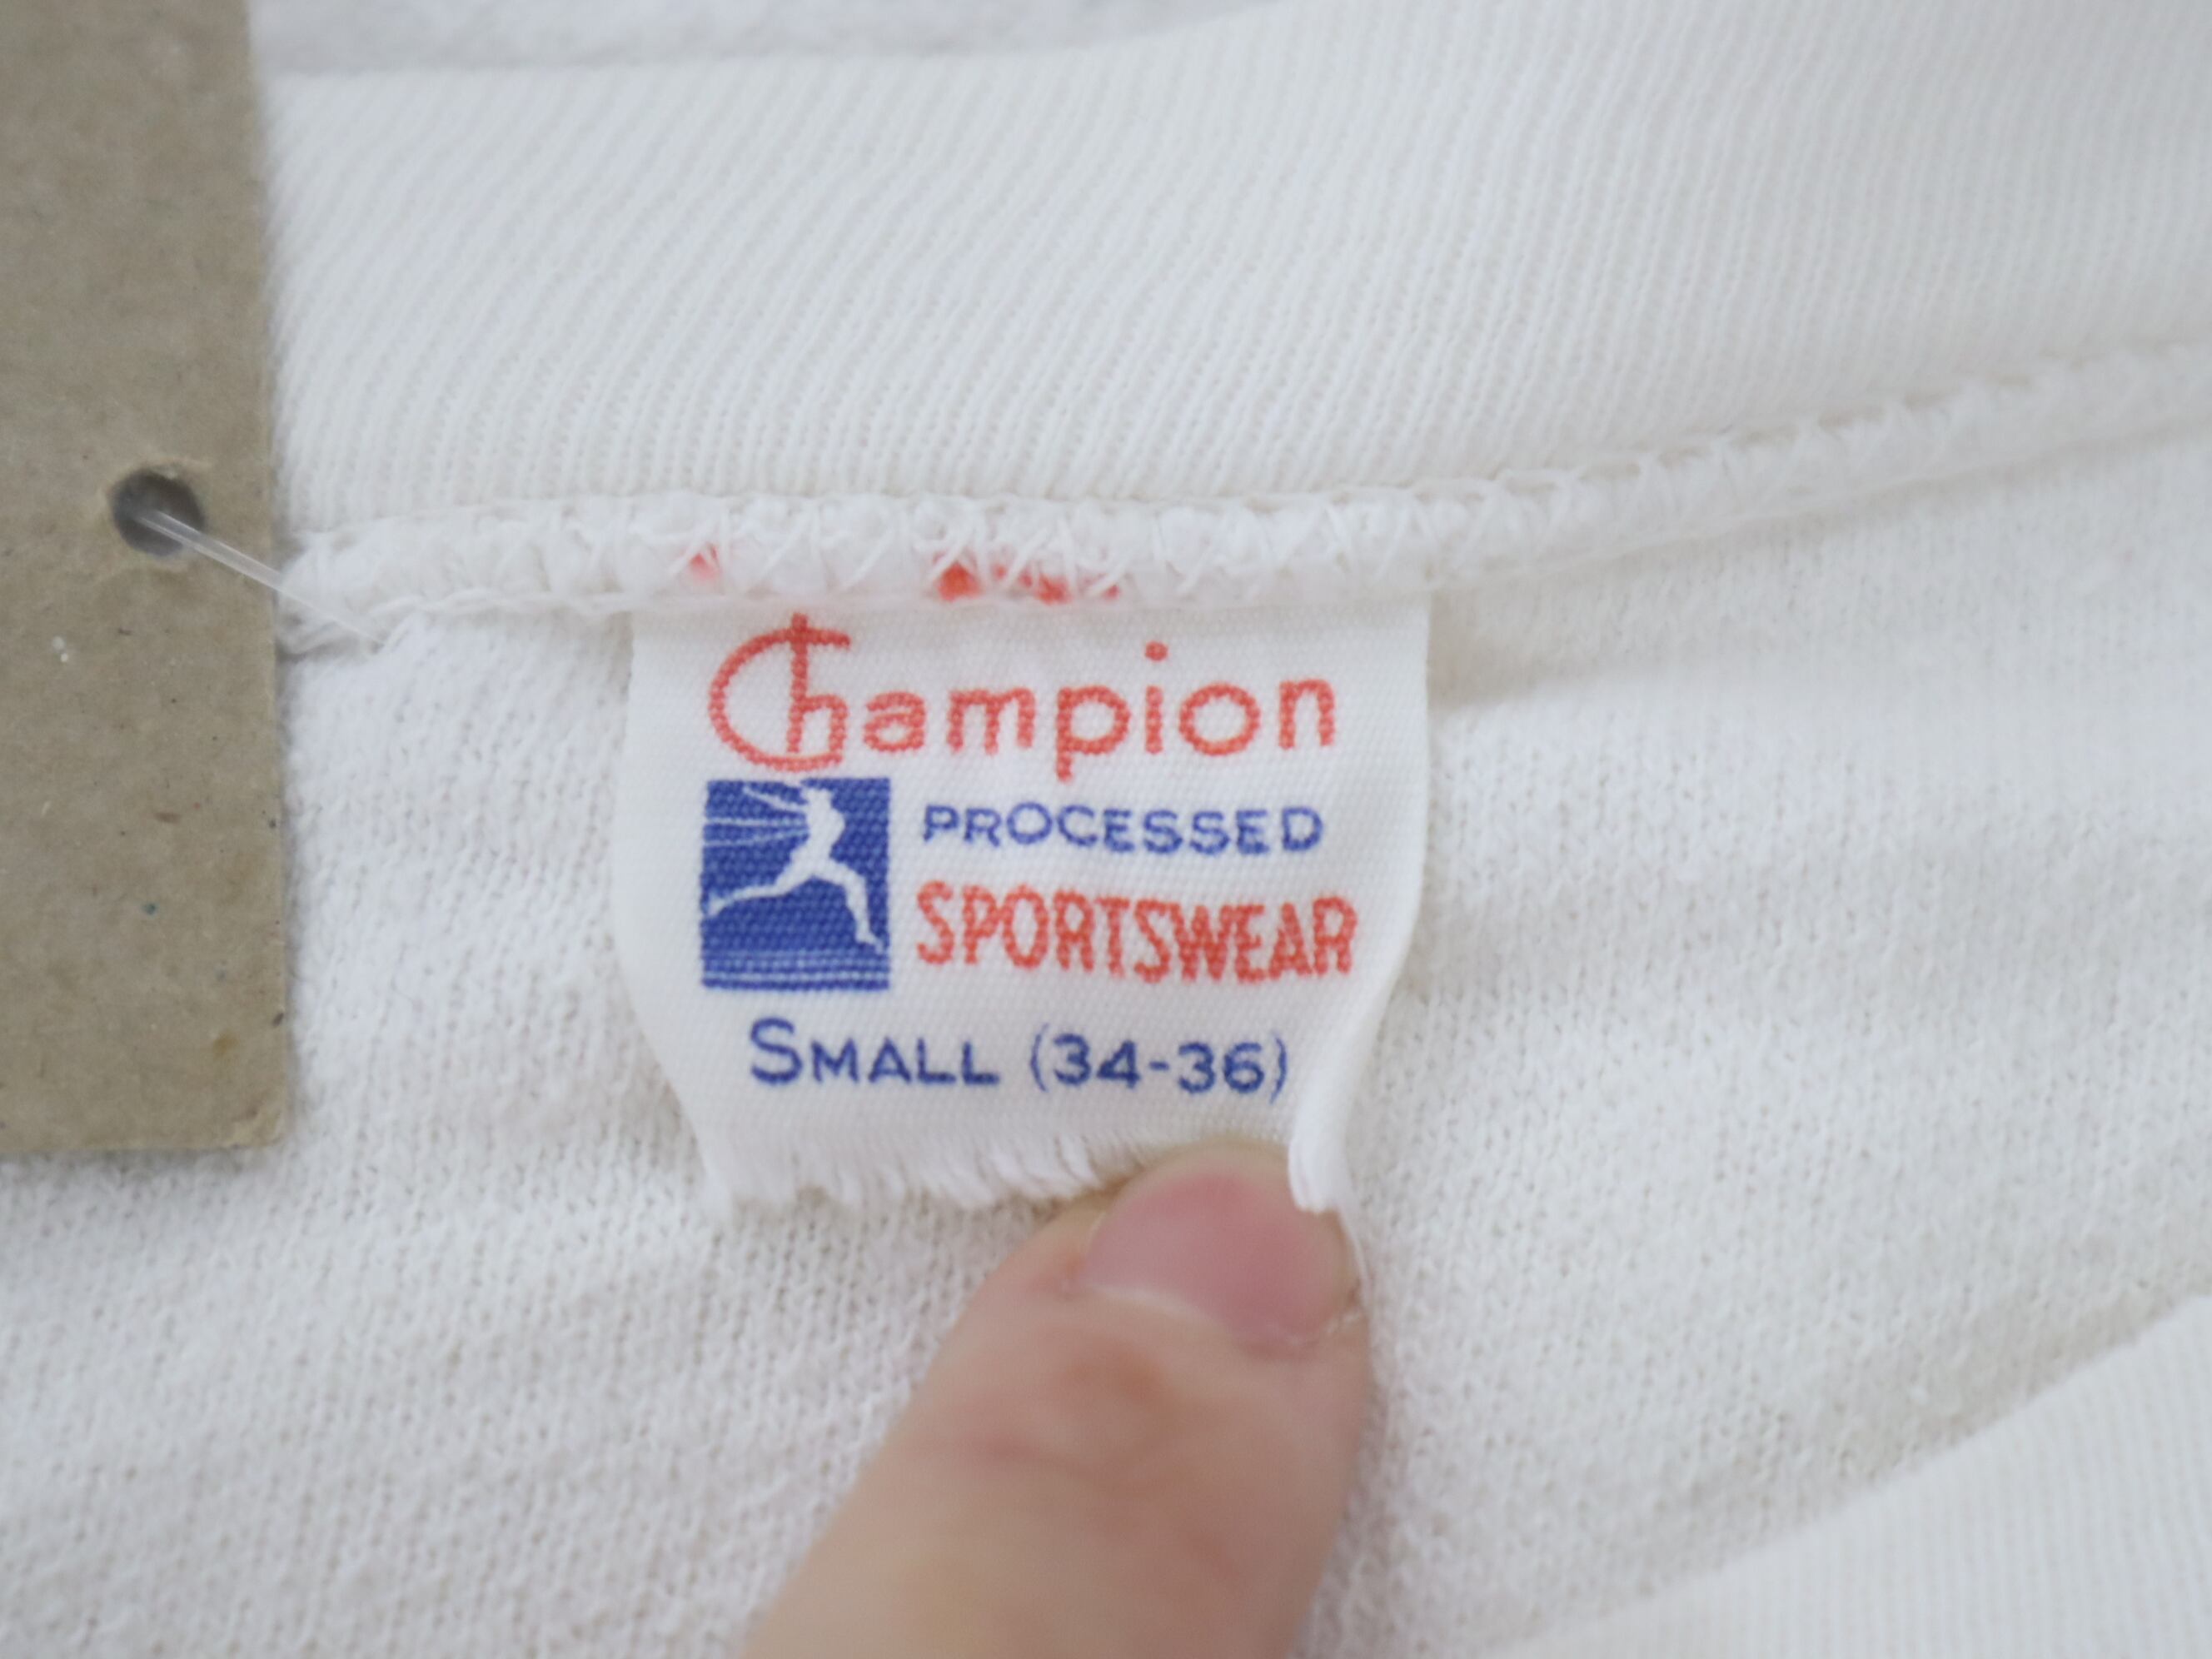 Champion
PROCESSED
SPORTSWEAR
SMALL (34-36)